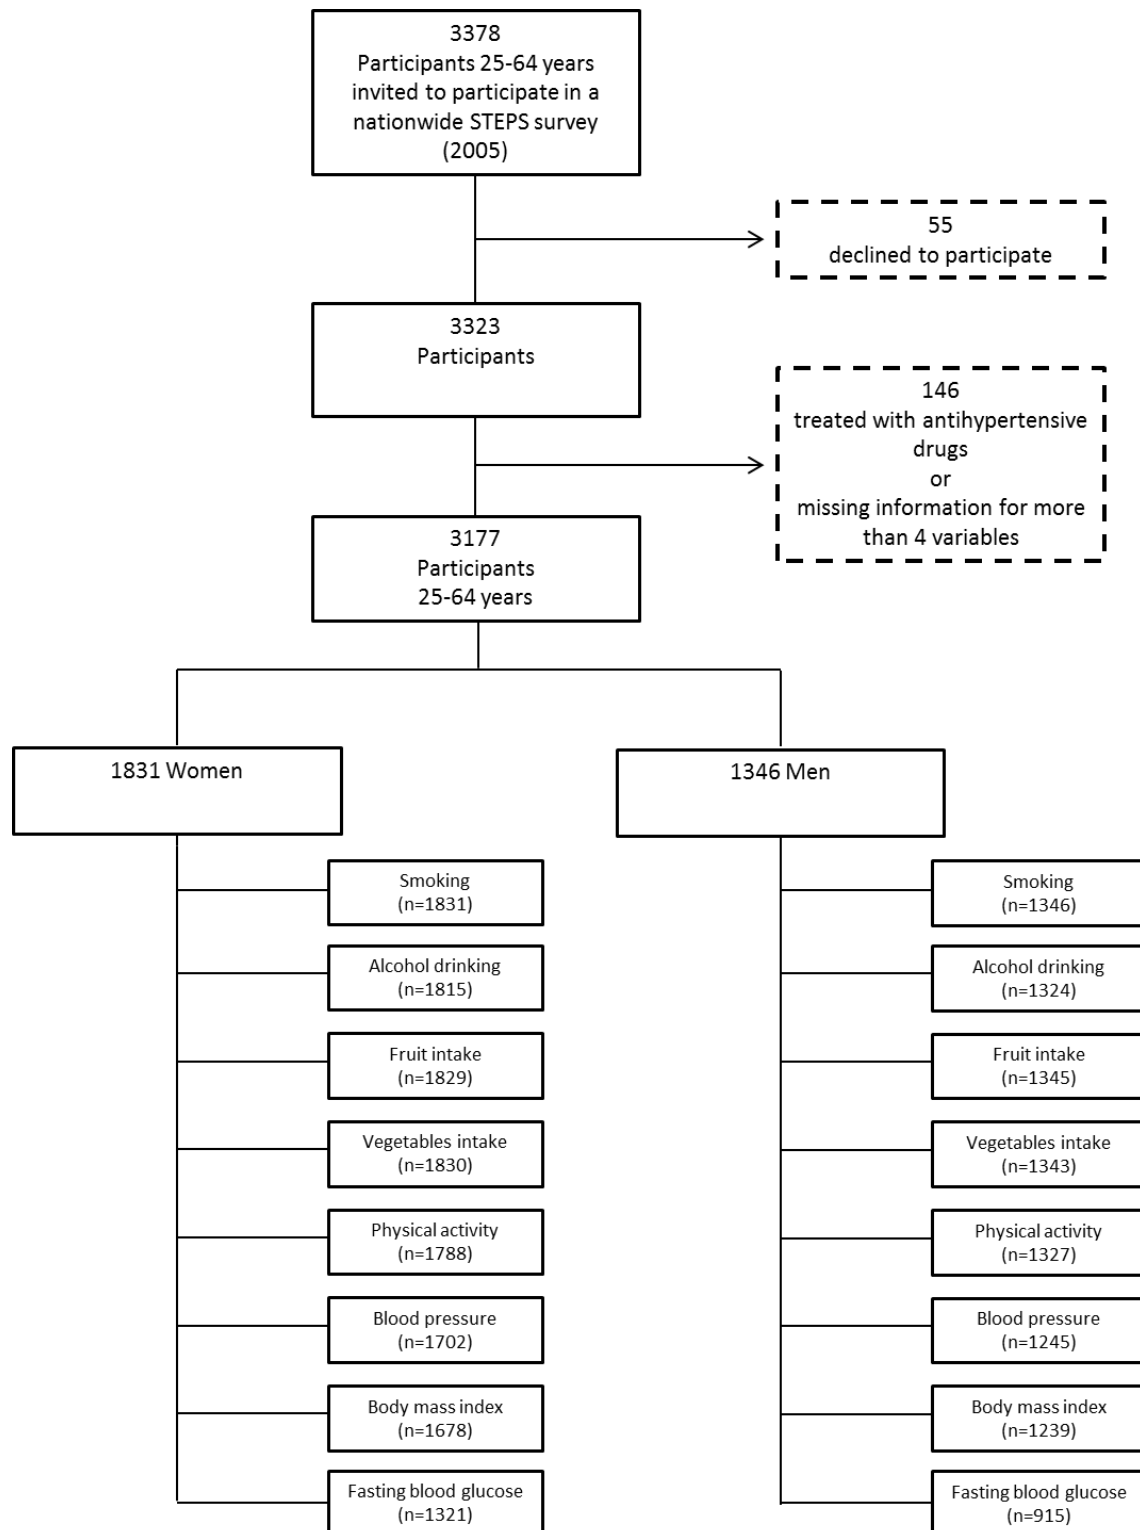 3378
Participants 25-64 years
invited to participate in a
nationwide STEPS survey
(2005)
55
declined to participate
3323
Participants
146
treated with antihypertensive
drugs
or
missing information for more
than 4 variables
3177
Participants
25-64 years
1831 Women
1346 Men
Smoking
(n=1831)
Alcohol drinking
(n=1815)
Fruit intake
(n=1829)
Vegetables intake
(n=1830)
Physical activity
(n=1788)
Blood pressure
(n=1702)
Body mass index
(n=1678)
Fasting blood glucose
(n=1321)
Smoking
(n=1346)
Alcohol drinking
(n=1324)
Fruit intake
(n=1345)
Vegetables intake
(n=1343)
Physical activity
(n=1327)
Blood pressure
(n=1245)
Body mass index
(n=1239)
Fasting blood glucose
(n=915)